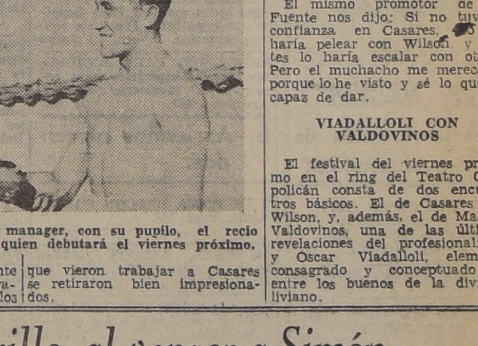 manager, con su pupilo, el recio
quien debutará el viernes próximo.
que vieron trabajar a Casares
se retiraron bien impresiona-
dos.
El mismo promotor de
Fuente nos dijo: Si no tuv
confianza en Casares,
haría pelear con Wilson y
tes lo haría escalar con ot
Pero el muchacho me merec
porque lo he visto y sé lo qu
capaz de dar.
VIADALLOLI CON
VALDOVINOS
El festival del viernes pr
mo en el ring del Teatro C
policán consta de dos encu
tros básicos. El de Casares
Wilson, y, además, el de Ma
Valdovinos, una de las últi
revelaciones del profesionali
y Oscar Viadalloli, elem
consagrado y conceptuado
entre los buenos de la div
liviano.
al vencer a Simón